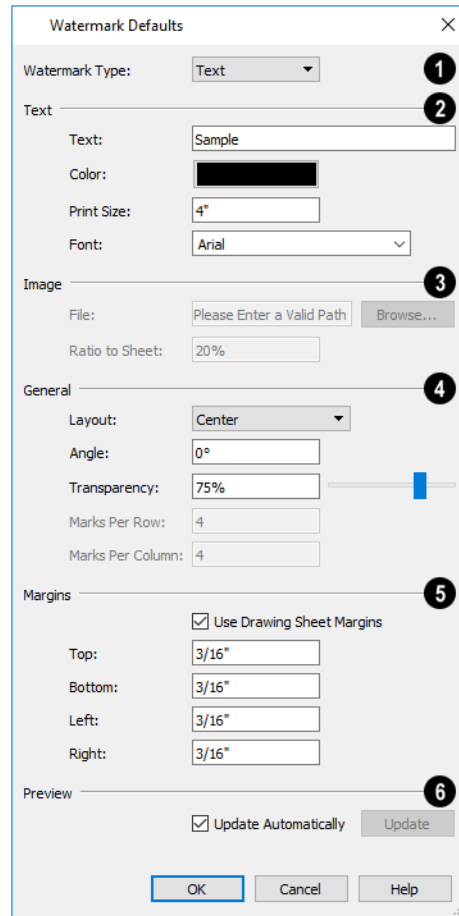 Watermark Defaults
Watermark Type: Text 1
Text 2
Text: Sample
Color:
Print Size: 4"
Font: Arial
Image 3
File: Please Enter a Valid Path Browse...
Ratio to Sheet: 20%
General 4
Layout: Center
Angle: 0°
Transparency: 75%
Marks Per Row: 4
Marks Per Column: 4
Margins 5
Use Drawing Sheet Margins
Top: 3/16"
Bottom: 3/16"
Left: 3/16"
Right: 3/16"
Preview 6
Update Automatically Update
OK Cancel Help